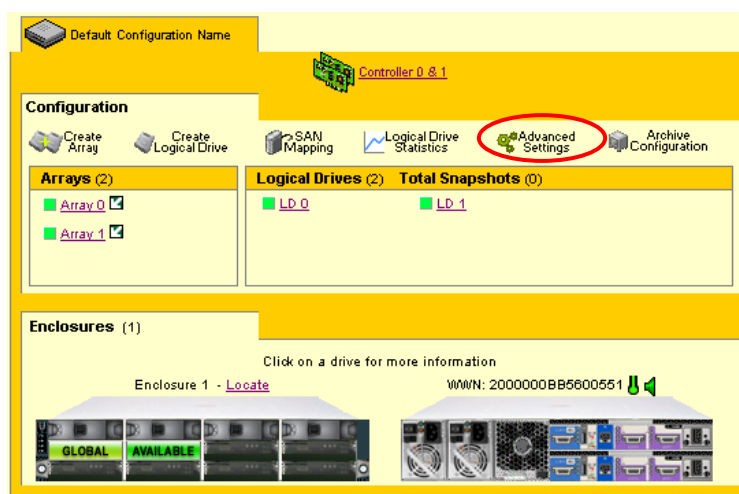 Default Configuration Name
Controller 0 & 1
Configuration
Create Array
Create Logical Drive
SAN Mapping
Logical Drive Statistics
Advanced Settings
Archive Configuration
Arrays (2)
Logical Drives (2) Total Snapshots (0)
Array 0
LD 0
LD 1
Array 1
Enclosures (1)
Click on a drive for more information
Enclosure 1 - Locate
WWN: 2000000BB5600551
GLOBAL
AVAILABLE